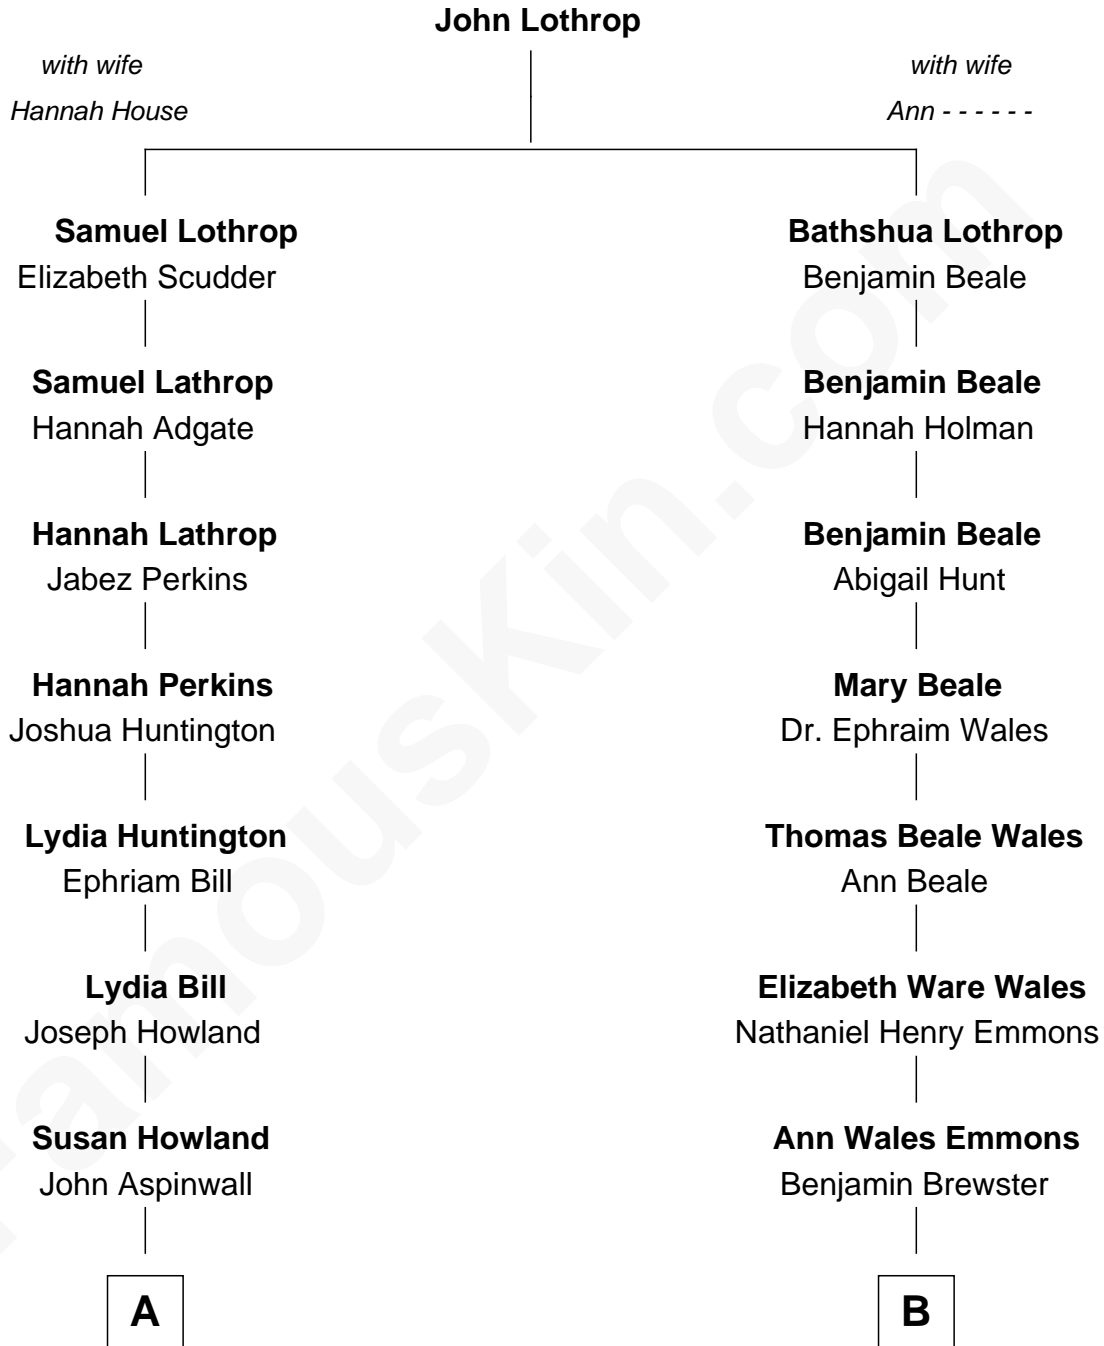 John Lothrop
with wife
Hannah House
with wife
Ann - - - - - -
Samuel Lothrop
Elizabeth Scudder
Bathshua Lothrop
Benjamin Beale
Samuel Lathrop
Hannah Adgate
Benjamin Beale
Hannah Holman
Hannah Lathrop
Jabez Perkins
Benjamin Beale
Abigail Hunt
Hannah Perkins
Joshua Huntington
Mary Beale
Dr. Ephraim Wales
Lydia Huntington
Ephriam Bill
Thomas Beale Wales
Ann Beale
Lydia Bill
Joseph Howland
Elizabeth Ware Wales
Nathaniel Henry Emmons
Susan Howland
John Aspinwall
Ann Wales Emmons
Benjamin Brewster
A
B
FamousKin.com